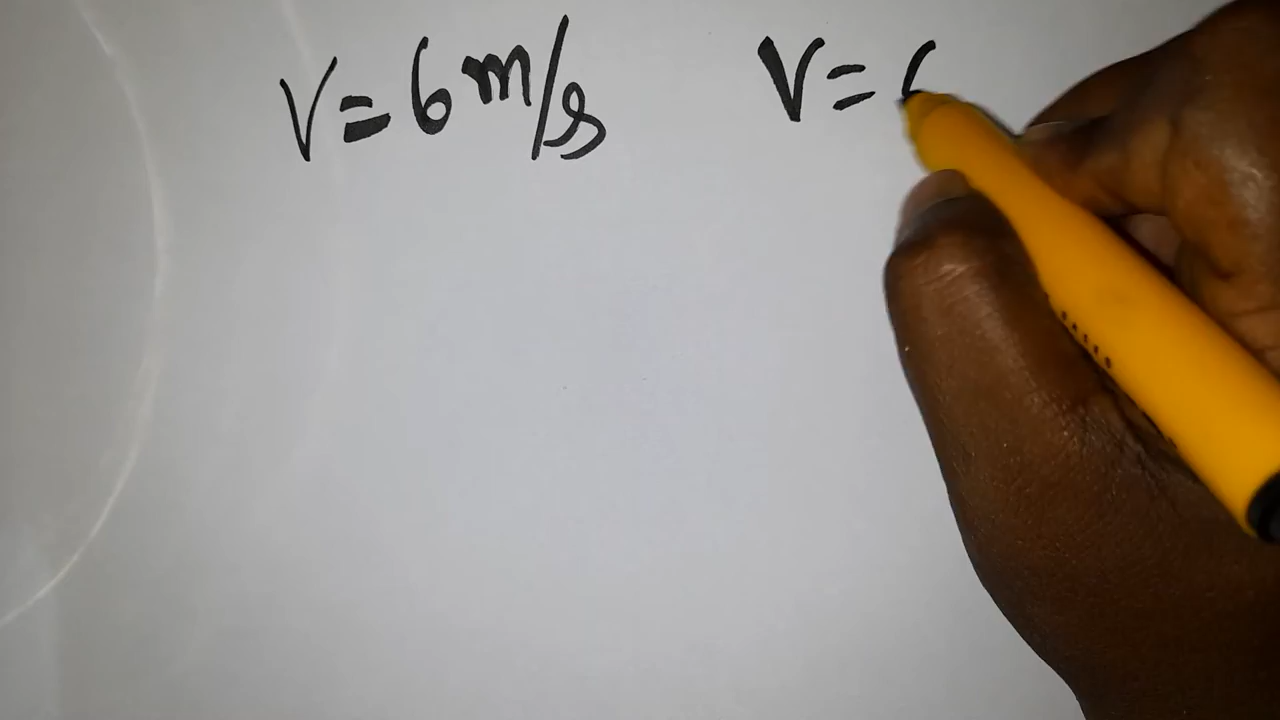 V = 6 m/s V =